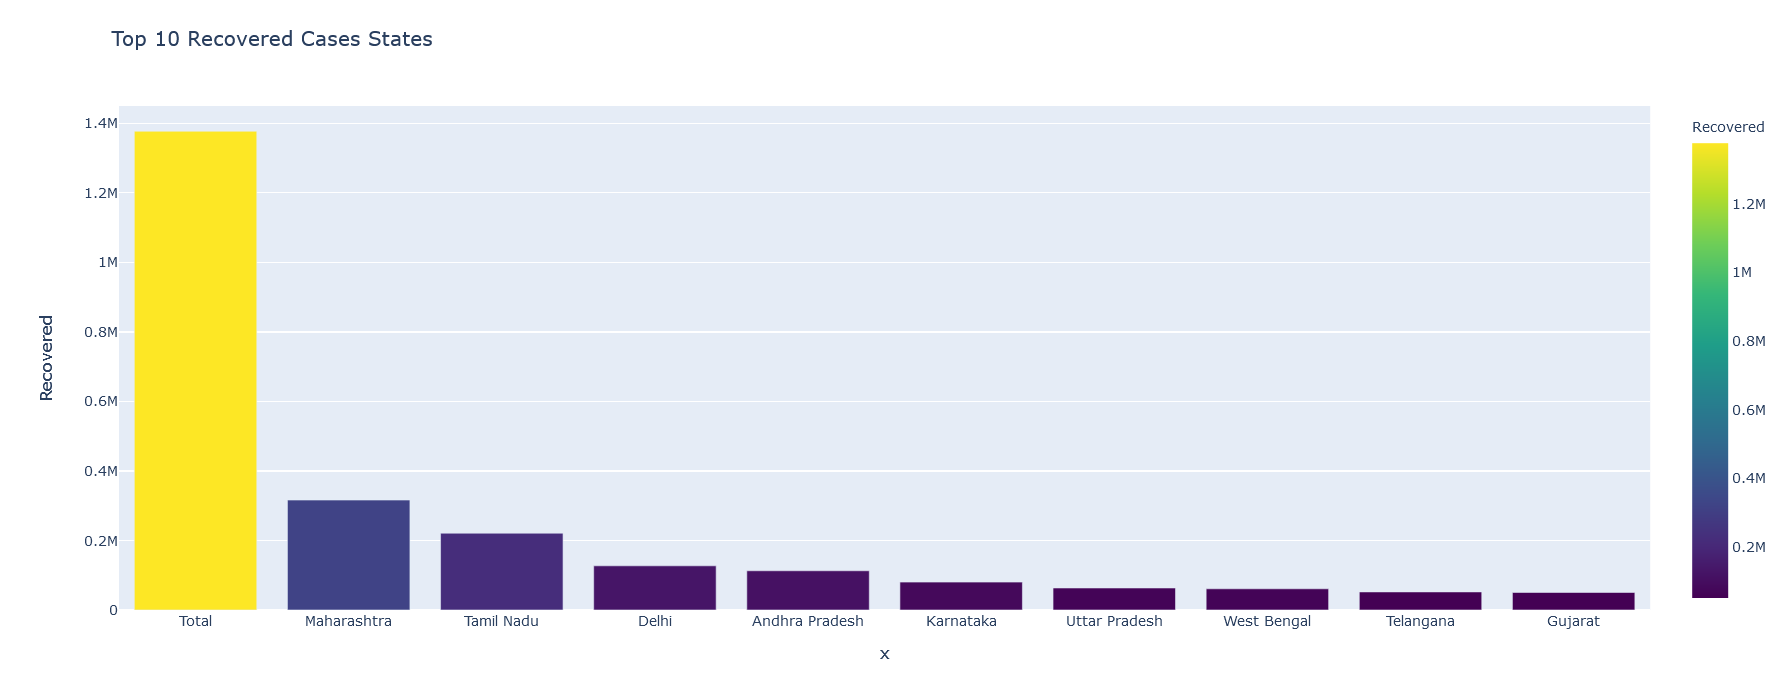 Top 10 Recovered Cases States
Recovered
1.4M
1.2M
1M
0.8M
0.6M
0.4M
0.2M
0
Total Maharashtra Tamil Nadu Delhi Andhra Pradesh Karnataka Uttar Pradesh West Bengal Telangana Gujarat
x
Recovered
1.2M
1M
0.8M
0.6M
0.4M
0.2M